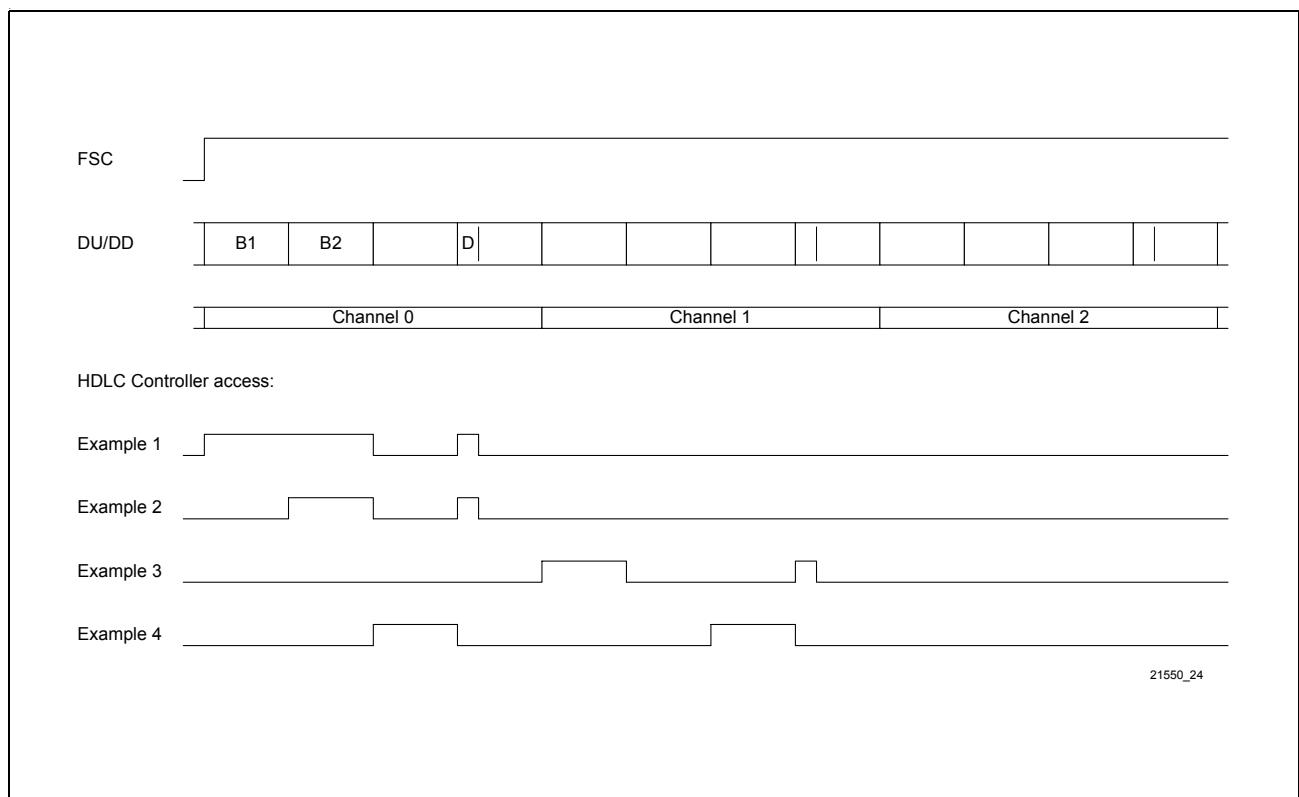 FSC
DU/DD B1 B2 D
Channel 0 Channel 1 Channel 2
HDLC Controller access:
Example 1
Example 2
Example 3
Example 4
21550_24